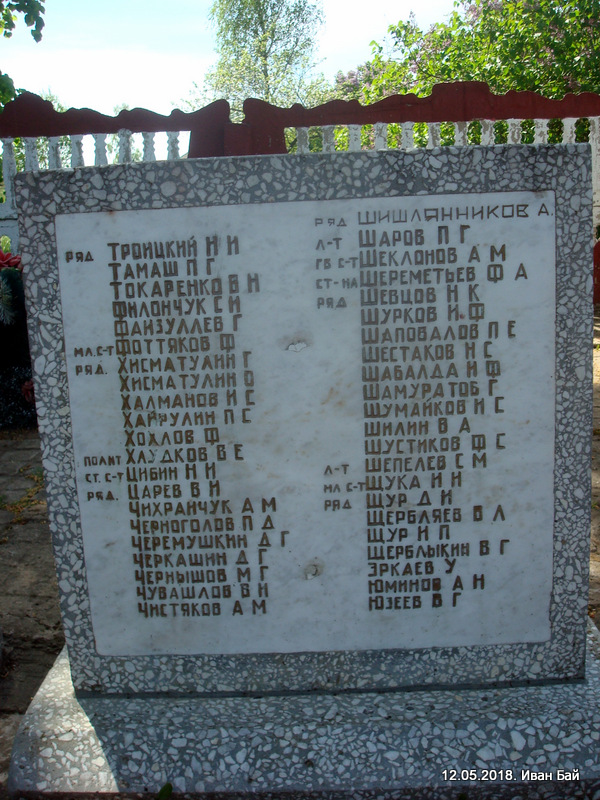 РЯД ТРОИЦКИЙ И И
ТАМАШ П Г
ТОКАРЕНКО В Н
ФИЛОНЧУК С И
ФАИЗУЛЛЕВ Г
МЛ.С-Т ФОТТЯКОВ Ф
РЯД. ХИСМАТУЛИН Г
ХИСМАТУЛИН О
ХАЛМАНОВ И С
ХАЙРУЛИН П С
ХОХЛОВ Ф
ПОЛИТ ХЛУДКОВ В Е
СТ. С-Т ЦИБИН Н И
РЯД. ЦАРЕВ В И
ЧИХРАНЧУК А М
ЧЕРНОГОЛОВ П Д
ЧЕРЕМУШКИН Д Г
ЧЕРКАШИН Д Г
ЧЕРНЫШОВ М Г
ЧУВАШЛОВ В И
ЧИСТЯКОВ А М
РЯД ШИШЛЯННИКОВ А.
Л-Т ШАРОВ П Г
ГВ С-Т ШЕКЛОНОВ А М
СТ-НА ШЕРЕМЕТЬЕВ Ф А
РЯД ШЕВЦОВ Н К
ШУРКОВ И Ф
ШАПОВАЛОВ П Е
ШЕСТАКОВ Н С
ШАБАЛДА И Ф
ШАМУРАТОВ Г
ШУМАЙКОВ И С
ШИЛИН В А
ШУСТИКОВ Ф С
Л-Т ШЕПЕЛЕВ С М
МЛ С-Т ЩУКА И И
РЯД ЩУР Д И
ЩЕРБЛЯЕВ В Л
ЩУР И П
ЩЕРБЛЫКИН В Г
ЭРКАЕВ У
ЮМИНОВ А Н
ЮЗЕЕВ В Г
12.05.2018. Иван Бай